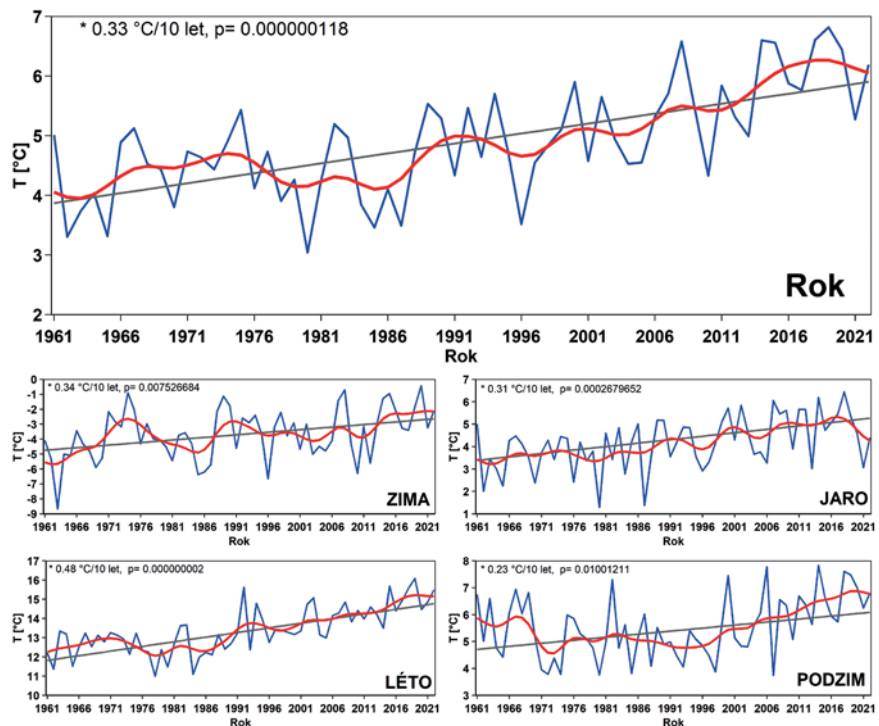 * 0.33 °C/10 let, p= 0.000000118
7
6
5
4
3
2
T [°C]
Rok
1961 1966 1971 1976 1981 1986 1991 1996 2001 2006 2011 2016 2021
Rok
* 0.34 °C/10 let, p= 0.007526684
0
-1
-2
-3
-4
-5
-6
-7
-8
-9
T [°C]
ZIMA
1961 1966 1971 1976 1981 1986 1991 1996 2001 2006 2011 2016 2021
Rok
* 0.31 °C/10 let, p= 0.0002679652
7
6
5
4
3
2
1
T [°C]
JARO
1961 1966 1971 1976 1981 1986 1991 1996 2001 2006 2011 2016 2021
Rok
* 0.48 °C/10 let, p= 0.000000002
17
16
15
14
13
12
11
10
T [°C]
LÉTO
1961 1966 1971 1976 1981 1986 1991 1996 2001 2006 2011 2016 2021
Rok
* 0.23 °C/10 let, p= 0.01001211
8
7
6
5
4
3
T [°C]
PODZIM
1961 1966 1971 1976 1981 1986 1991 1996 2001 2006 2011 2016 2021
Rok